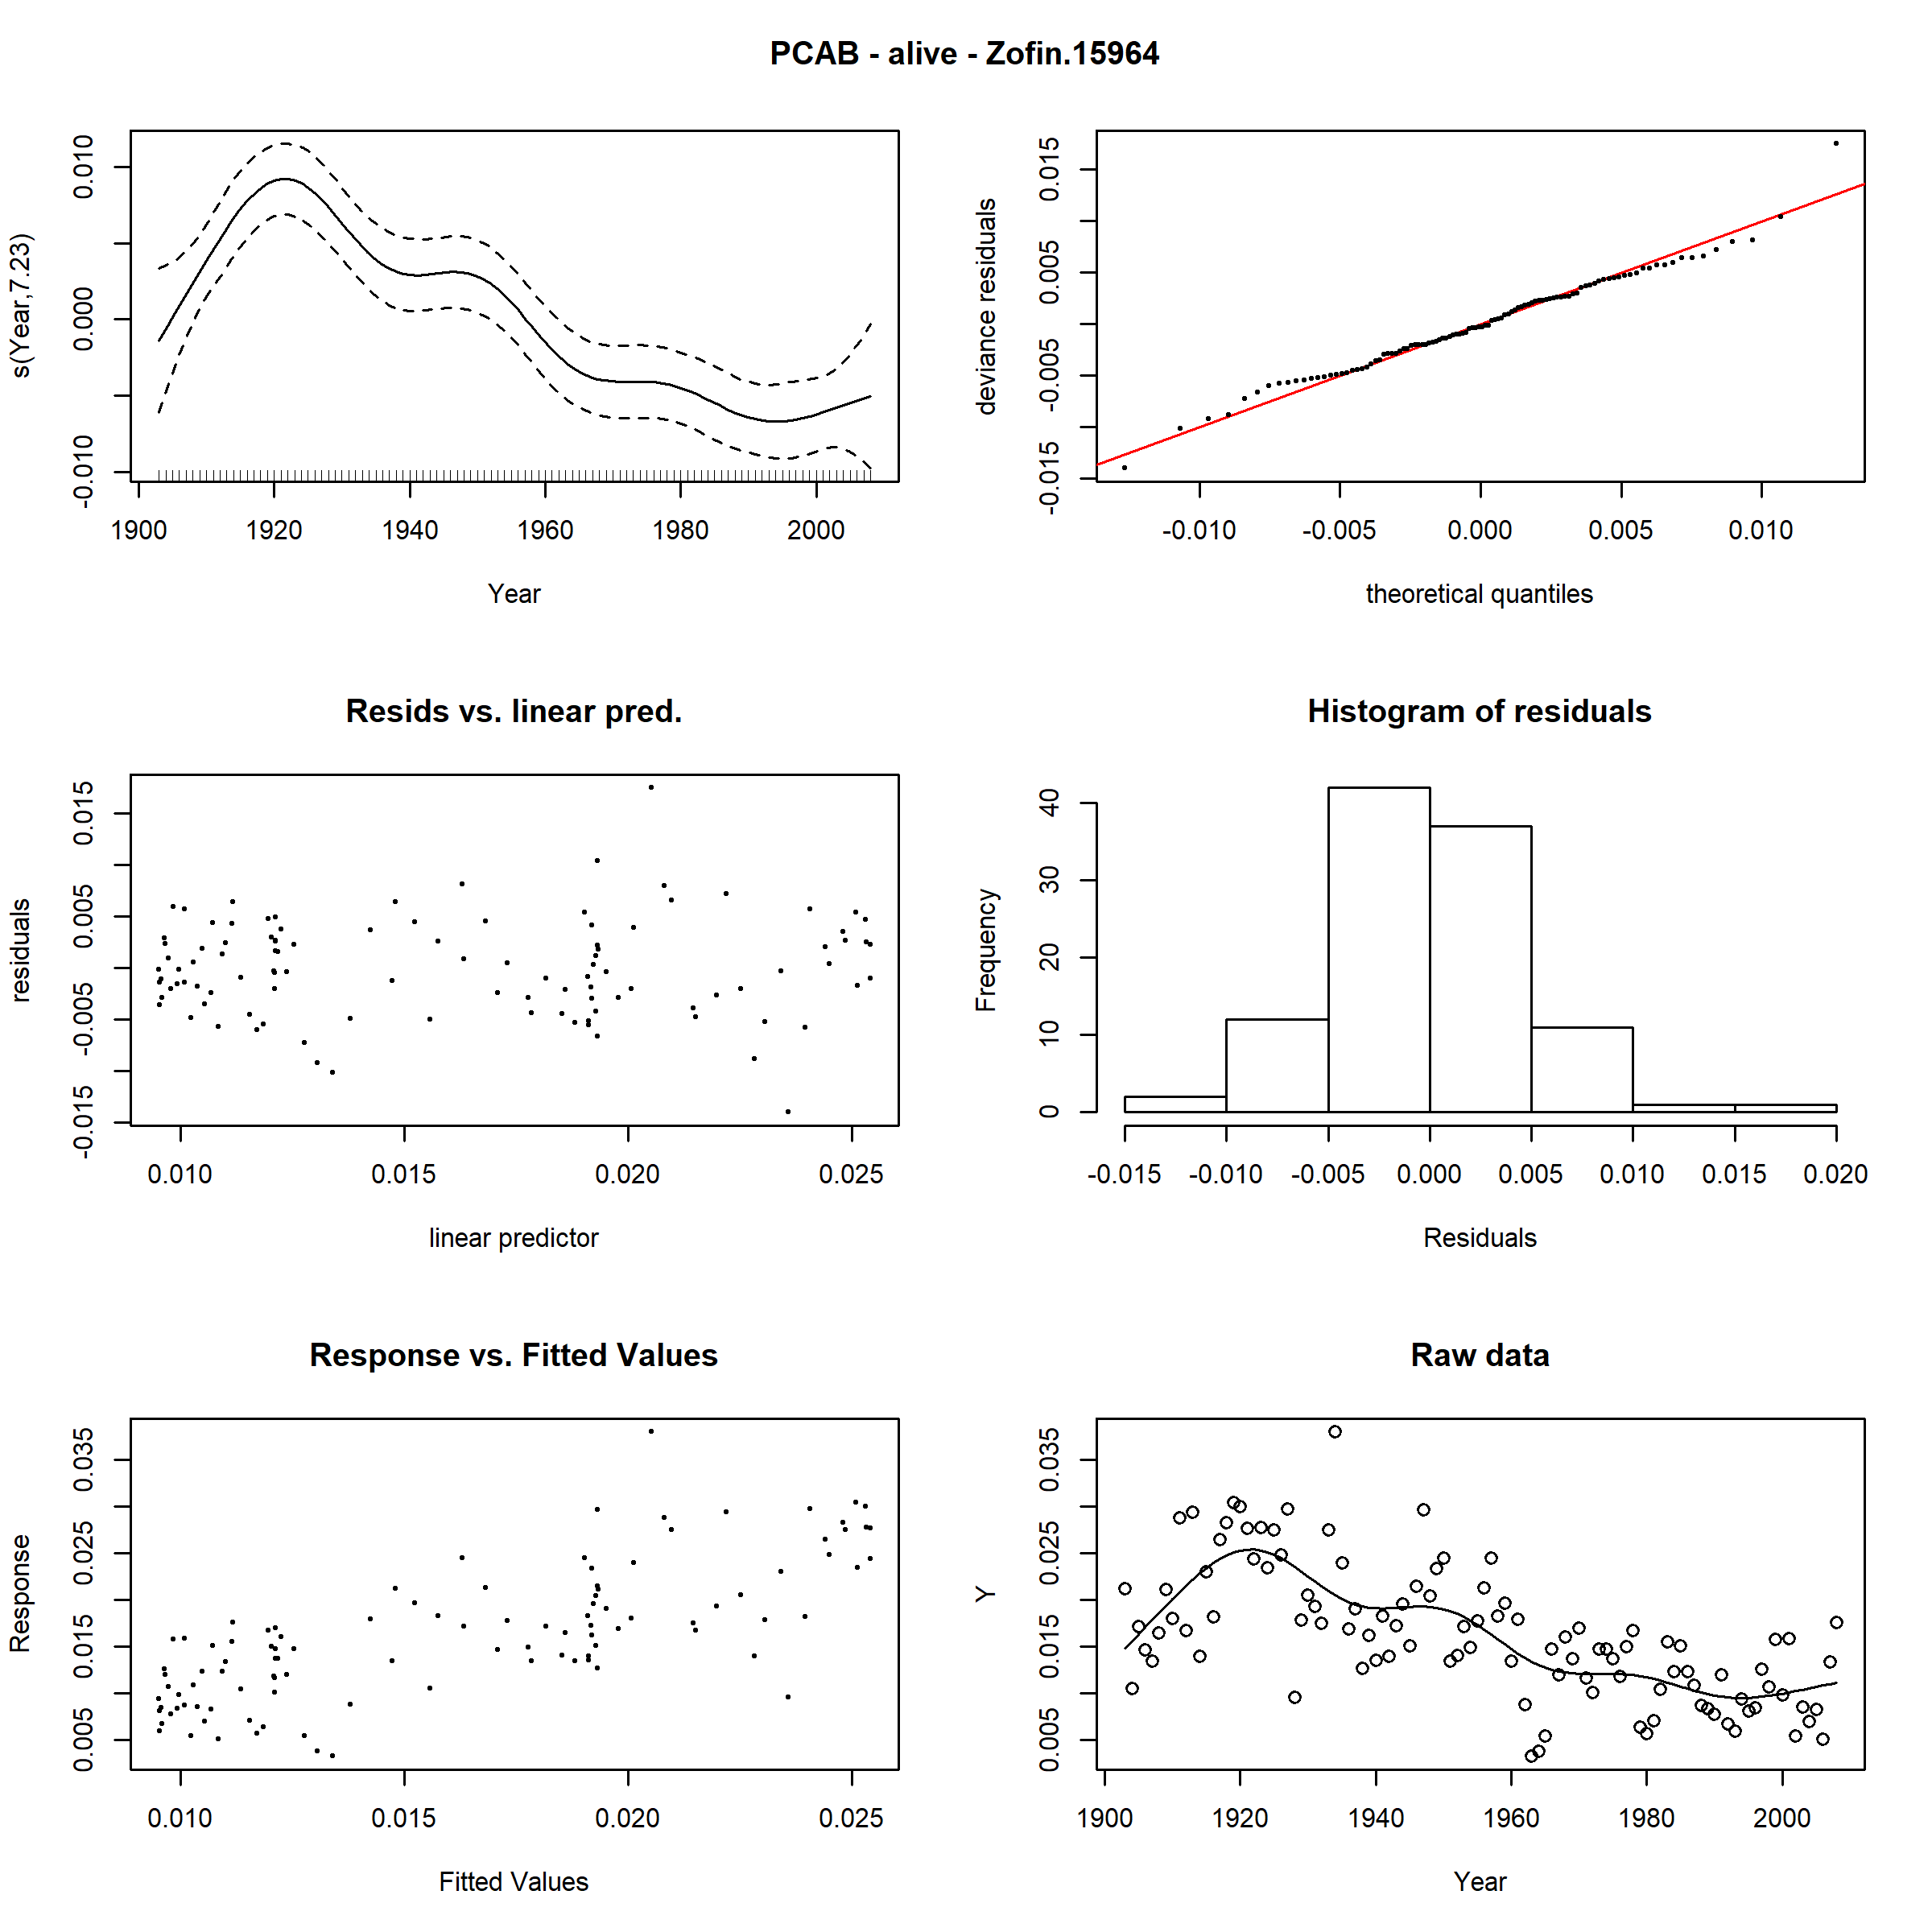 PCAB - alive - Zofin.15964
s(Year,7.23)
-0.010 0.000 0.010
1900 1920 1940 1960 1980 2000
Year
deviance residuals
-0.015 -0.005 0.005 0.015
-0.010 -0.005 0.000 0.005 0.010
theoretical quantiles
Resids vs. linear pred.
residuals
-0.015 -0.005 0.005 0.015
0.010 0.015 0.020 0.025
linear predictor
Histogram of residuals
Frequency
0 10 20 30 40
-0.015 -0.010 -0.005 0.000 0.005 0.010 0.015 0.020
Residuals
Response vs. Fitted Values
Response
0.005 0.015 0.025 0.035
0.010 0.015 0.020 0.025
Fitted Values
Raw data
Y
0.005 0.015 0.025 0.035
1900 1920 1940 1960 1980 2000
Year